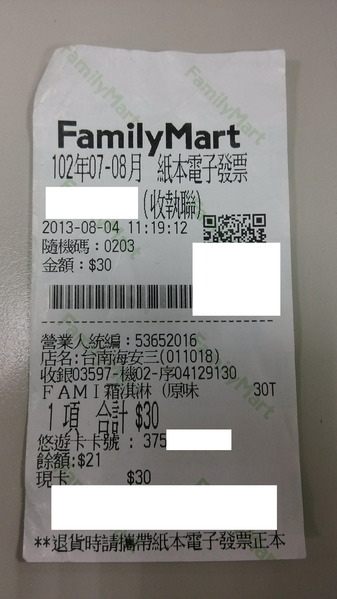 FamilyMart
102年07-08月 紙本電子發票
(收執聯)
2013-08-04 11:19:12
隨機碼：0203
金額：$30
營業人統編：53652016
店名:台南海安三(011018)
收銀03597-機02-序04129130
ＦＡＭＩ霜淇淋（原味 30T
1 項 合計 $30
悠遊卡卡號 : 375
餘額:$21
現卡 $30
**退貨時請攜帶紙本電子發票正本